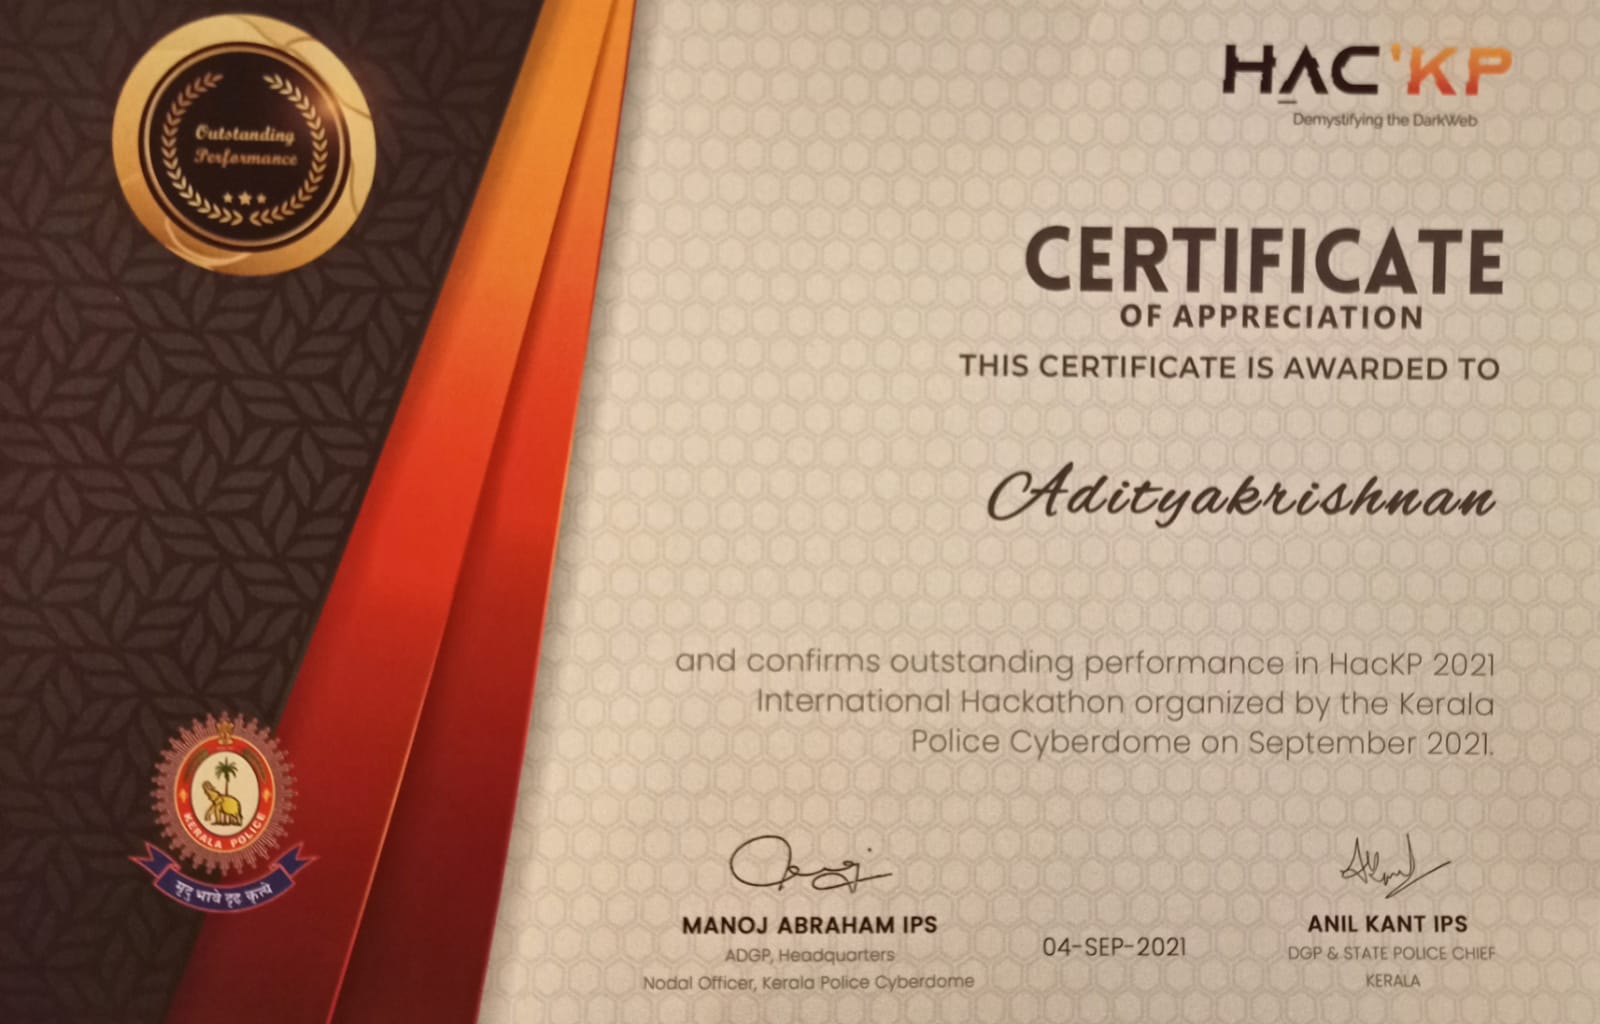 Outstanding
Performance
HAC'KP
Demystifying the DarkWeb
CERTIFICATE
OF APPRECIATION
THIS CERTIFICATE IS AWARDED TO
Adityakrishnan
and confirms outstanding performance in HacKP 2021
International Hackathon organized by the Kerala
Police Cyberdome on September 2021.
KERALA POLICE
मृदु भावे दृढ कृत्ये
MANOJ ABRAHAM IPS
ADGP, Headquarters
Nodal Officer, Kerala Police Cyberdome
04-SEP-2021
ANIL KANT IPS
DGP & STATE POLICE CHIEF
KERALA